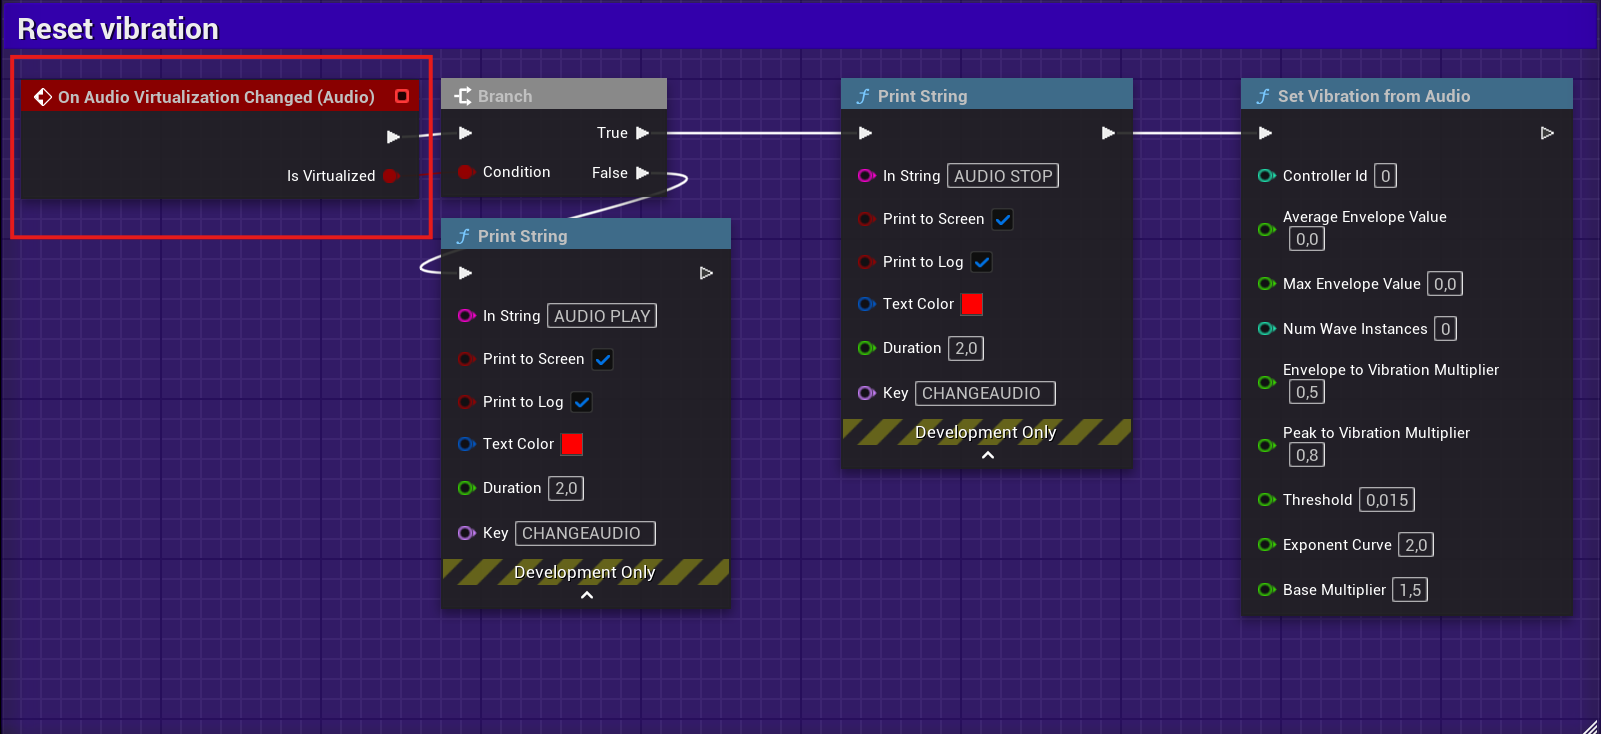 Reset vibration
On Audio Virtualization Changed (Audio)
Is Virtualized
Branch
True
Condition
False
Print String
In String AUDIO PLAY
Print to Screen
Print to Log
Text Color
Duration 2,0
Key CHANGEAUDIO
Development Only
Print String
In String AUDIO STOP
Print to Screen
Print to Log
Text Color
Duration 2,0
Key CHANGEAUDIO
Development Only
Set Vibration from Audio
Controller Id 0
Average Envelope Value
0,0
Max Envelope Value 0,0
Num Wave Instances 0
Envelope to Vibration Multiplier
0,5
Peak to Vibration Multiplier
0,8
Threshold 0,015
Exponent Curve 2,0
Base Multiplier 1,5